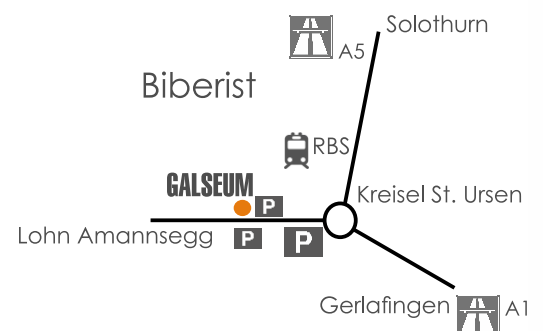 Solothurn
A5
Biberist
RBS
GALSEUM
P
Kreisel St. Ursen
Lohn Amannsegg
P
P
Gerlafingen
A1